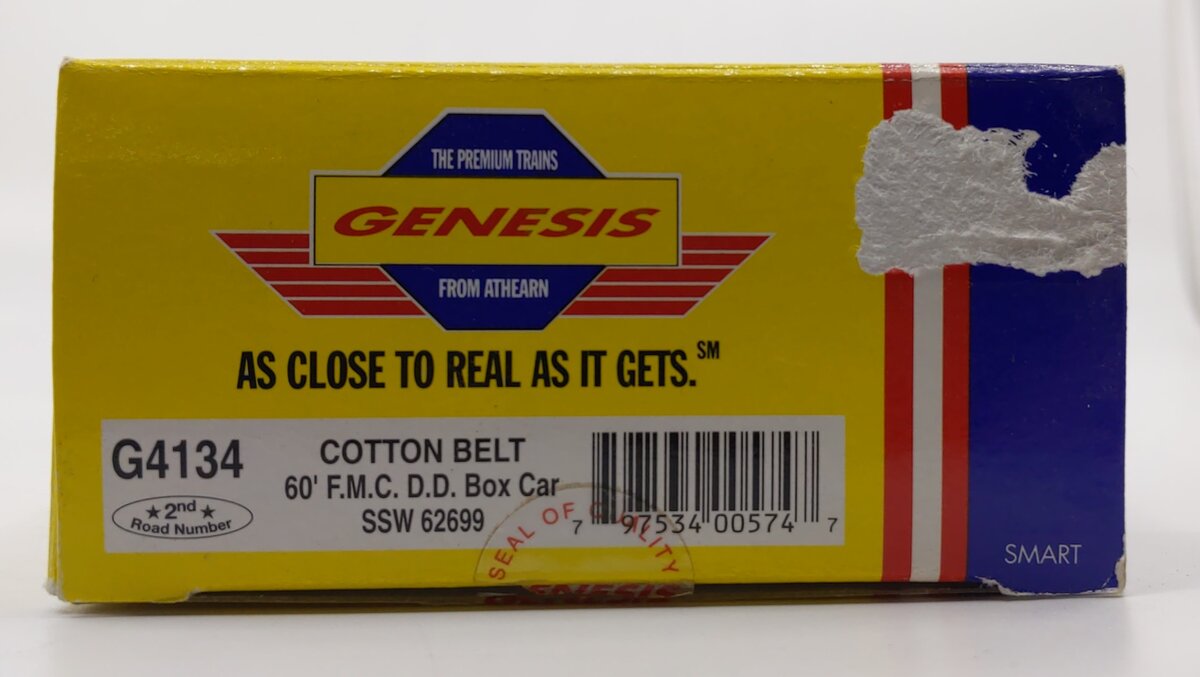 THE PREMIUM TRAINS
GENESIS
FROM ATHEARN
AS CLOSE TO REAL AS IT GETS.℠
G4134
★ 2nd ★
Road Number
COTTON BELT
60' F.M.C. D.D. Box Car
SSW 62699
7 97534 00574 7
SEAL OF QUALITY
GENESIS
SMART